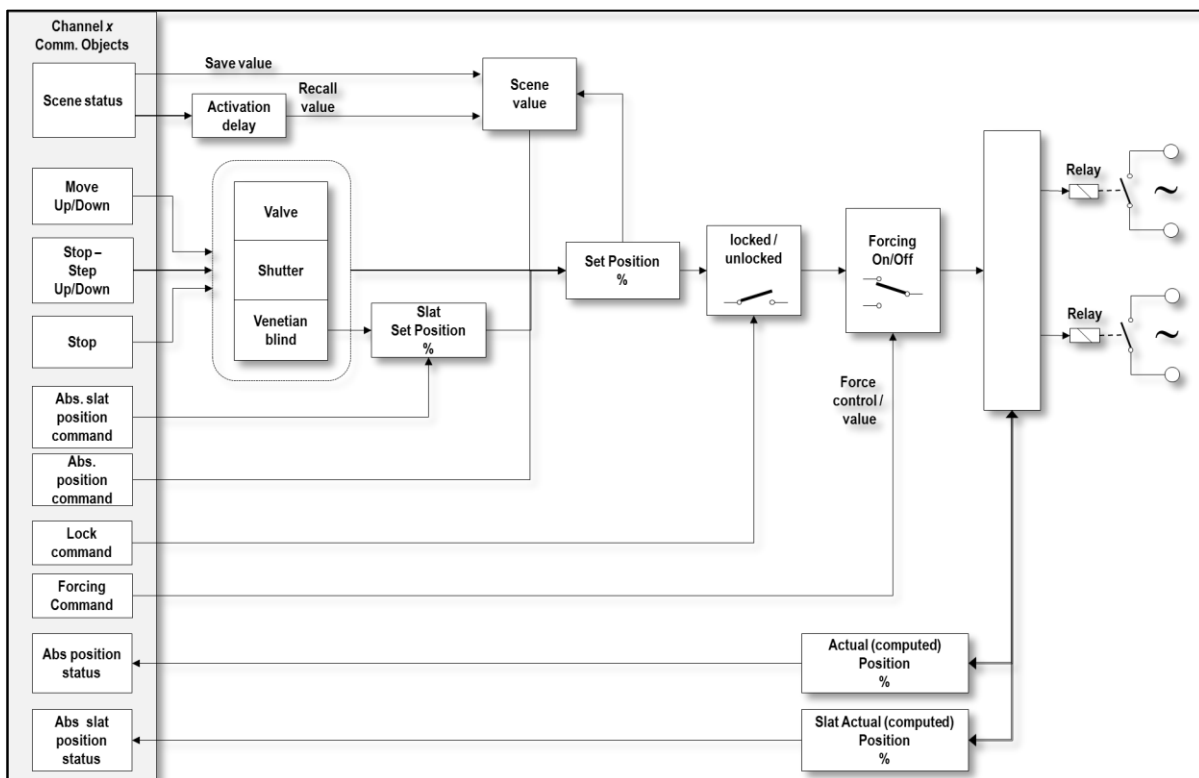 Channel x
Comm. Objects
Scene status
Save value
Activation
delay
Recall
value
Scene
value
Move
Up/Down
Stop –
Step
Up/Down
Stop
Valve
Shutter
Venetian
blind
Slat
Set Position
%
Set Position
%
locked /
unlocked
Forcing
On/Off
Relay
~
Relay
~
Force
control /
value
Abs. slat
position
command
Abs.
position
command
Lock
command
Forcing
Command
Abs position
status
Actual (computed)
Position
%
Abs slat
position
status
Slat Actual (computed)
Position
%